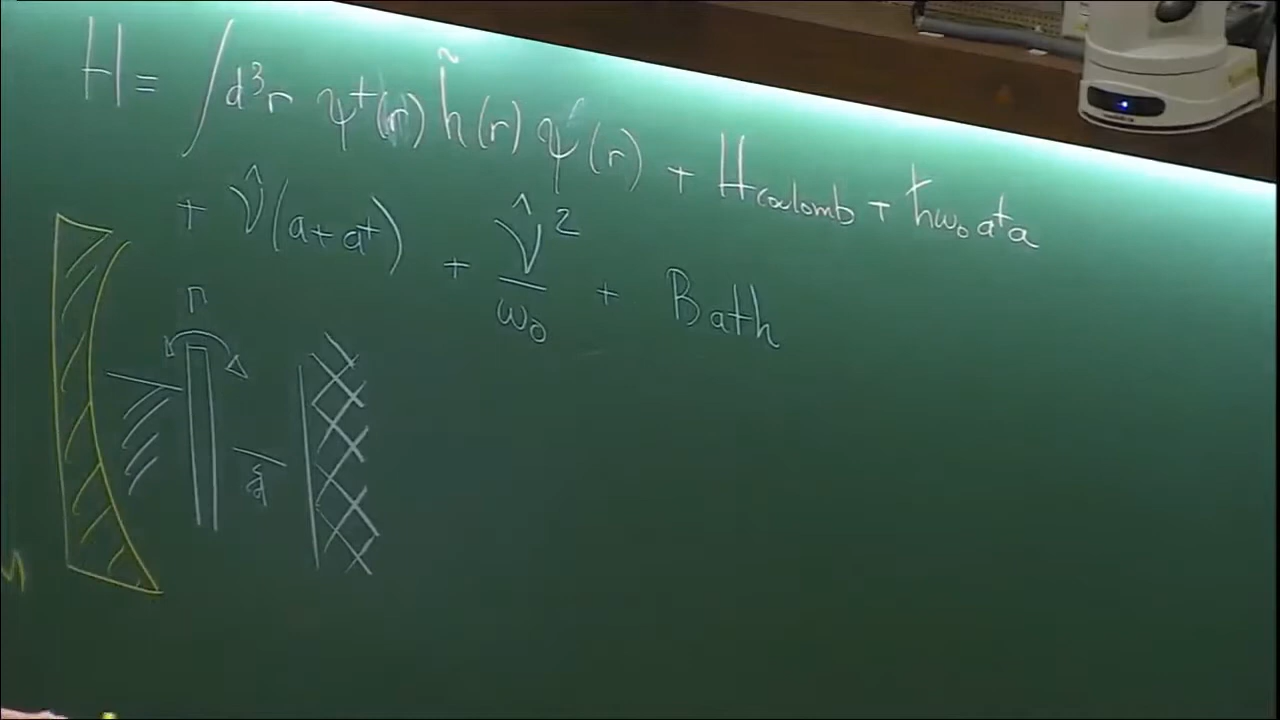 H = ∫ d³r ψ†(r) h̃(r) ψ(r) + H_coulomb + ħω₀a†a
+ V̂(a+a†) + V̂²/ω₀ + Bath
Γ